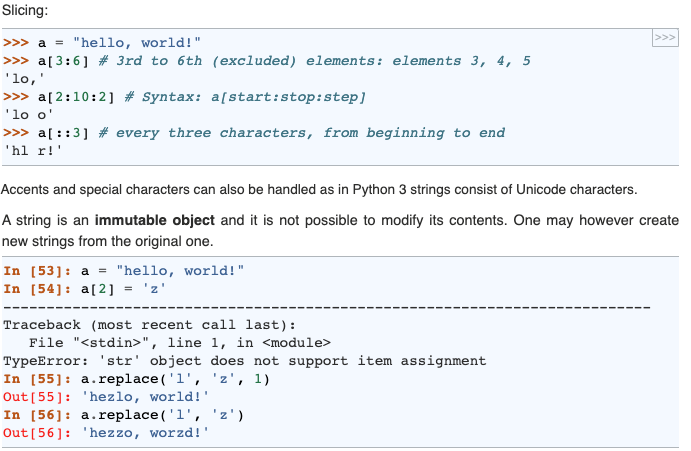 Slicing:
>>>
>>> a = "hello, world!"
>>> a[3:6] # 3rd to 6th (excluded) elements: elements 3, 4, 5
'lo,'
>>> a[2:10:2] # Syntax: a[start:stop:step]
'lo o'
>>> a[::3] # every three characters, from beginning to end
'hl r!'
Accents and special characters can also be handled as in Python 3 strings consist of Unicode characters.
A string is an immutable object and it is not possible to modify its contents. One may however create
new strings from the original one.
In [53]: a = "hello, world!"
In [54]: a[2] = 'z'
---------------------------------------------------------------------------
Traceback (most recent call last):
   File "<stdin>", line 1, in <module>
TypeError: 'str' object does not support item assignment
In [55]: a.replace('l', 'z', 1)
Out[55]: 'hezlo, world!'
In [56]: a.replace('l', 'z')
Out[56]: 'hezzo, worzd!'